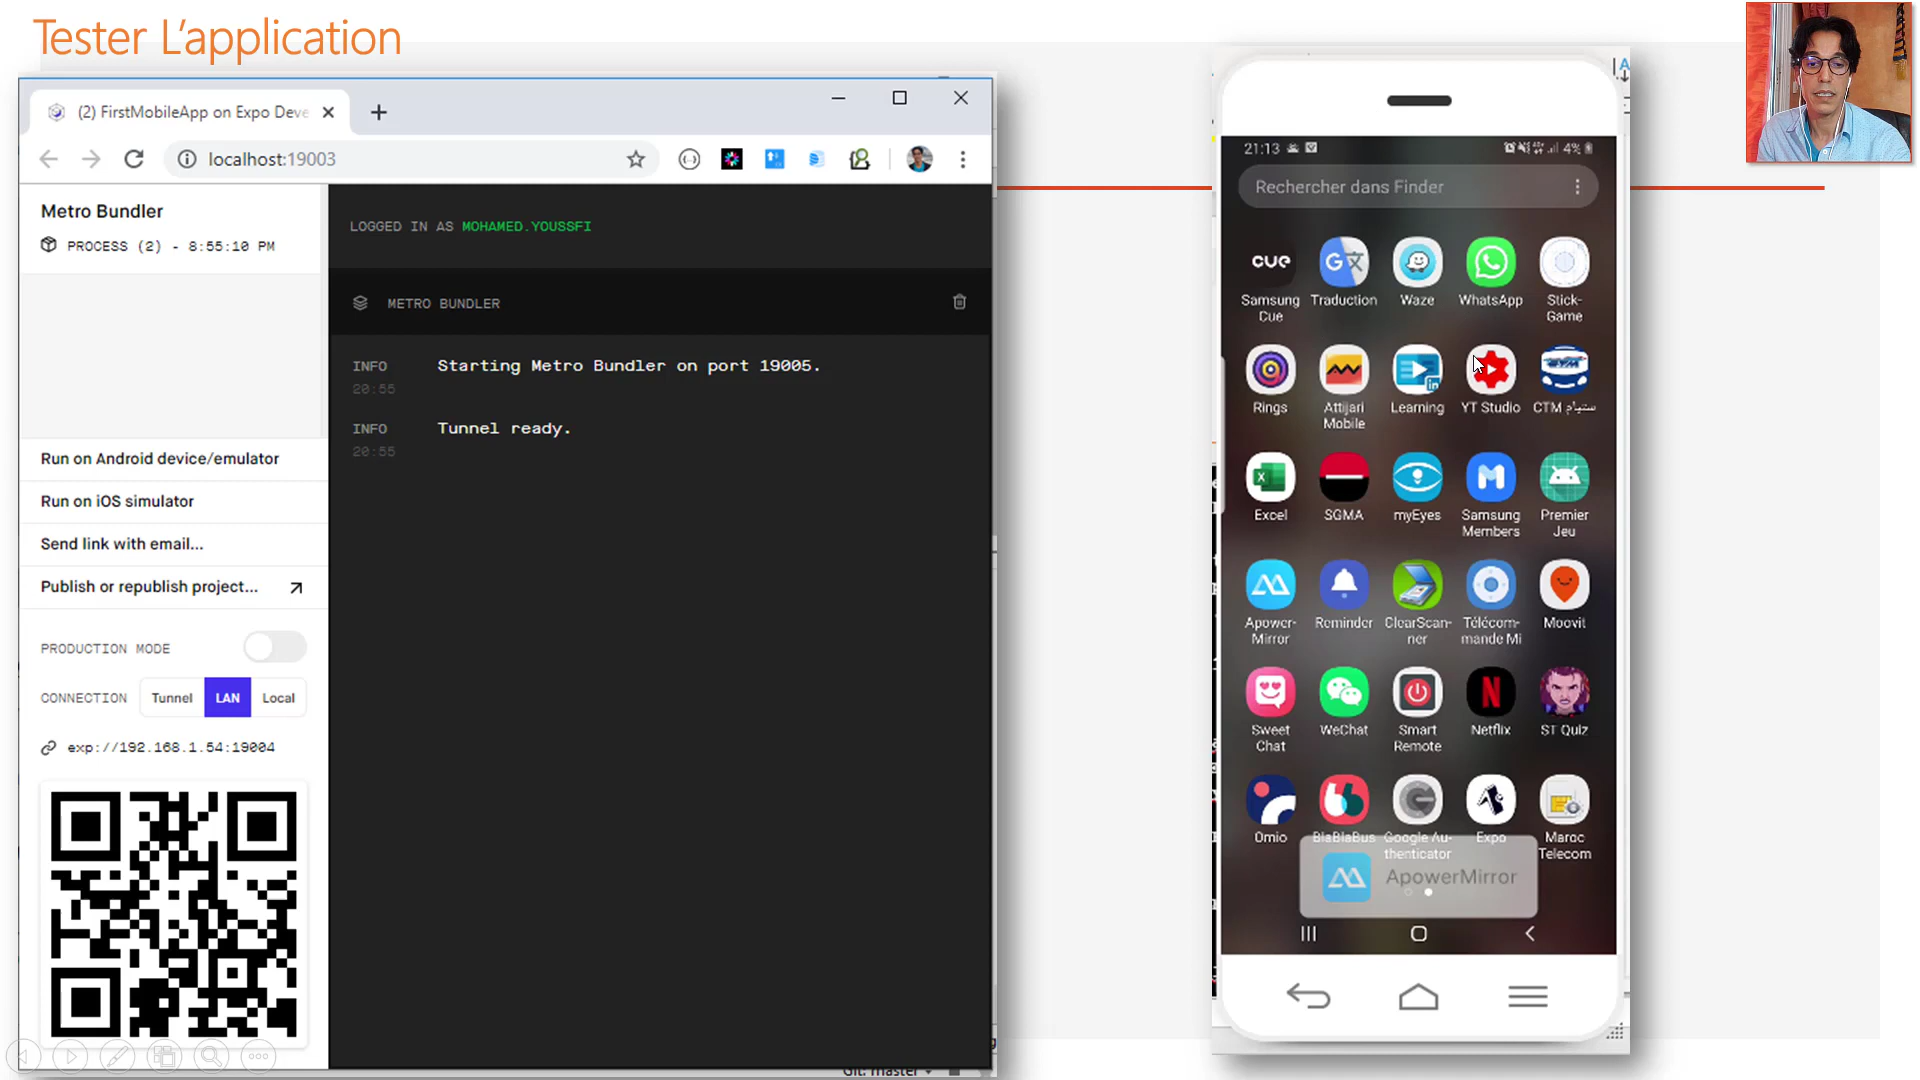 Tester L'application
(2) FirstMobileApp on Expo Deve
localhost:19003
Metro Bundler
PROCESS (2) - 8:55:10 PM
Run on Android device/emulator
Run on iOS simulator
Send link with email...
Publish or republish project...
PRODUCTION MODE
CONNECTION Tunnel LAN Local
exp://192.168.1.54:19004
LOGGED IN AS MOHAMED.YOUSSFI
METRO BUNDLER
INFO Starting Metro Bundler on port 19005.
20:55
INFO Tunnel ready.
20:55
Git: master
21:13 4%
Rechercher dans Finder
CUE
Samsung Cue
Traduction
Waze
WhatsApp
Stick-Game
Rings
Attijari Mobile
Learning
YT Studio
CTM ستيام
Excel
SGMA
myEyes
Samsung Members
Premier Jeu
Apower-Mirror
Reminder
ClearScan-ner
Télécom-mande Mi
Moovit
Sweet Chat
WeChat
Smart Remote
Netflix
ST Quiz
Omio
BlaBlaBus
Google Au-thenticator
Expo
Maroc Telecom
ApowerMirror